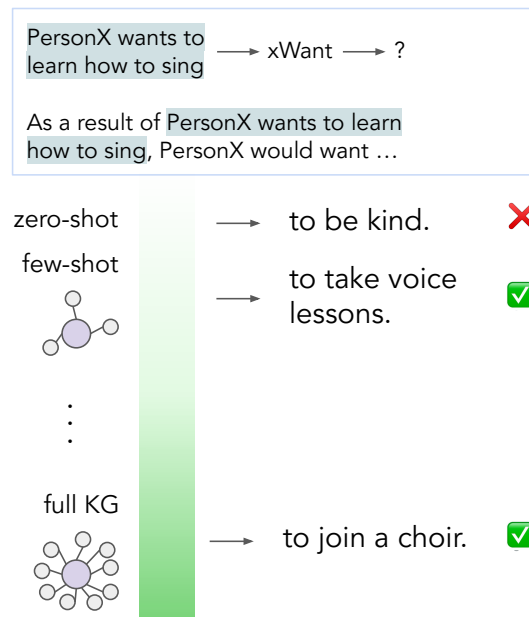 PersonX wants to
learn how to sing → xWant → ?
As a result of PersonX wants to learn
how to sing, PersonX would want …
zero-shot → to be kind.
few-shot
→ to take voice
lessons.
full KG
→ to join a choir.